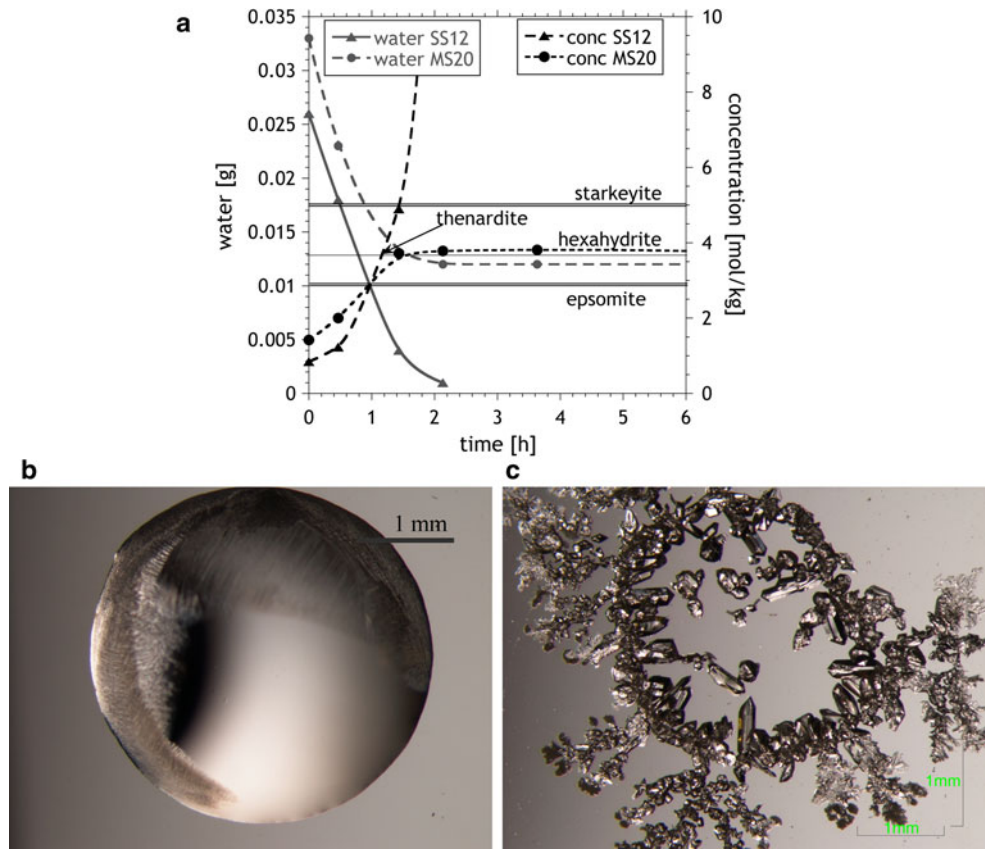 a
water SS12
water MS20
conc SS12
conc MS20
0.035
0.03
0.025
0.02
0.015
0.01
0.005
0
water [g]
10
8
6
4
2
0
concentration [mol/kg]
starkeyite
thenardite
hexahydrite
epsomite
0 1 2 3 4 5 6
time [h]
b
1 mm
c
1mm
1mm